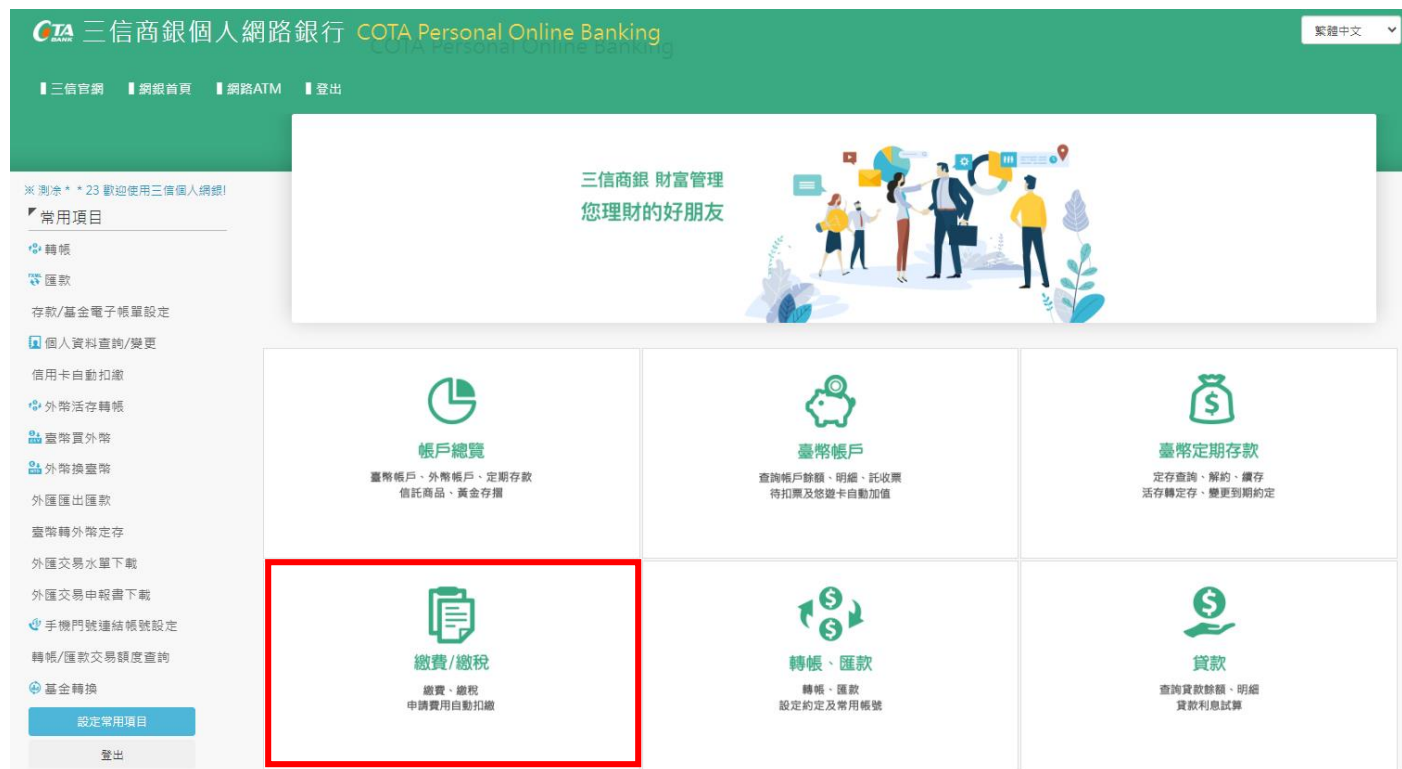 COTA BANK 三信商銀個人網路銀行 COTA Personal Online Banking
繁體中文
三信官網 網銀首頁 網路ATM 登出
三信商銀 財富管理
您理財的好朋友
※ 測凃＊＊23 歡迎使用三信個人網銀!
常用項目
轉帳
匯款
存款/基金電子帳單設定
個人資料查詢/變更
信用卡自動扣繳
外幣活存轉帳
臺幣買外幣
外幣換臺幣
外匯匯出匯款
臺幣轉外幣定存
外匯交易水單下載
外匯交易申報書下載
手機門號連結帳號設定
轉帳/匯款交易額度查詢
基金轉換
設定常用項目
登出
帳戶總覽
臺幣帳戶、外幣帳戶、定期存款
信託商品、黃金存摺
臺幣帳戶
查詢帳戶餘額、明細、託收票
待扣票及悠遊卡自動加值
臺幣定期存款
定存查詢、解約、續存
活存轉定存、變更到期約定
繳費/繳稅
繳費、繳稅
申請費用自動扣繳
轉帳、匯款
轉帳、匯款
設定約定及常用帳號
貸款
查詢貸款餘額、明細
貸款利息試算